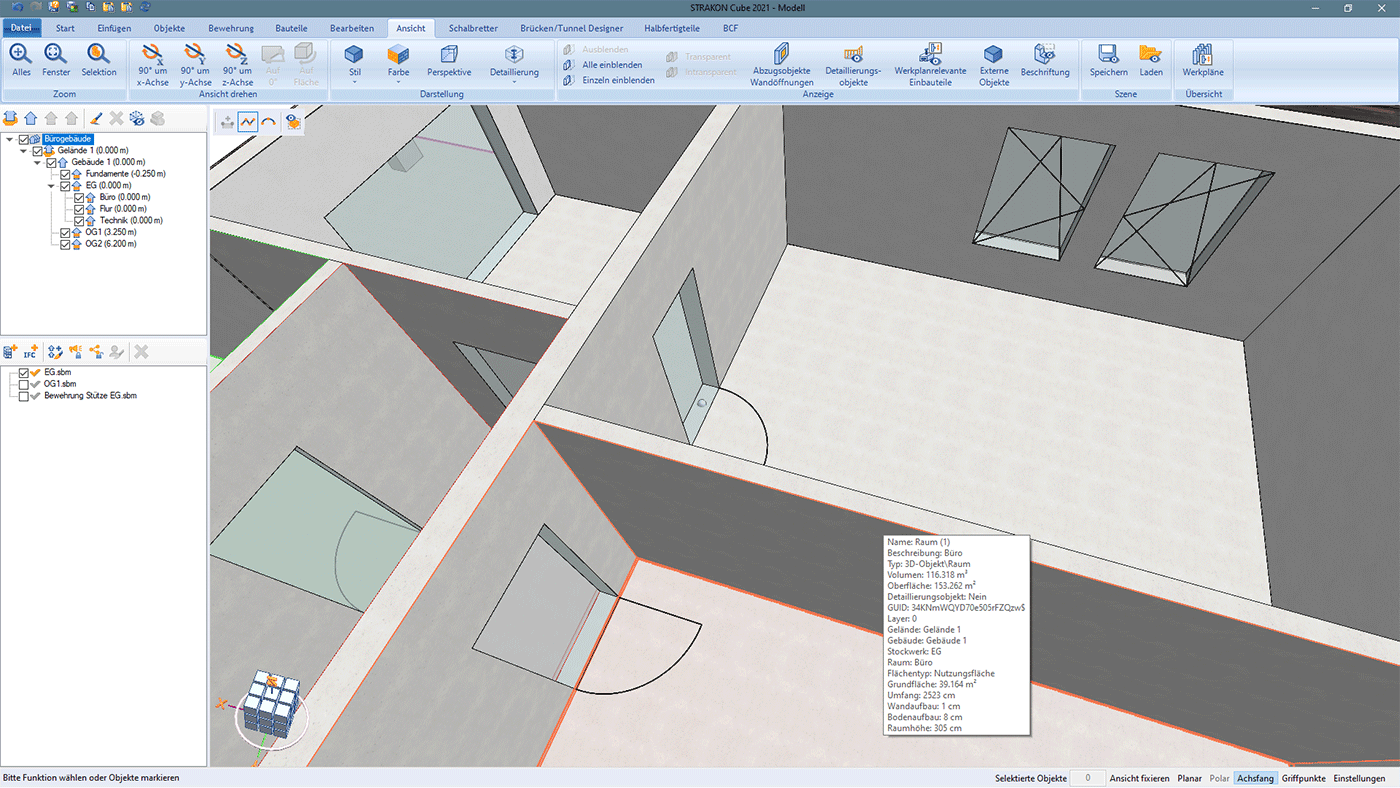 STRAKON Cube 2021 - Modell
Datei Start Einfügen Objekte Bewehrung Bauteile Bearbeiten Ansicht Schalbretter Brücken/Tunnel Designer Halbfertigteile BCF
Alles Fenster Selektion
Zoom
90° um x-Achse
90° um y-Achse
90° um z-Achse
Auf 0°
Auf Fläche
Ansicht drehen
Stil Farbe Perspektive Detaillierung
Darstellung
Ausblenden
Alle einblenden
Einzeln einblenden
Transparent
Intransparent
Abzugsobjekte Wandöffnungen
Detaillierungs-objekte
Werkplanrelevante Einbauteile
Externe Objekte
Beschriftung
Anzeige
Speichern Laden
Szene
Werkpläne
Übersicht
Bürogebäude
Gelände 1 (0.000 m)
Gebäude 1 (0.000 m)
Fundamente (-0.250 m)
EG (0.000 m)
Büro (0.000 m)
Flur (0.000 m)
Technik (0.000 m)
OG1 (3.250 m)
OG2 (6.200 m)
IFC
EG.sbm
OG1.sbm
Bewehrung Stütze EG.sbm
Name: Raum (1)
Beschreibung: Büro
Typ: 3D-Objekt\Raum
Volumen: 116.318 m³
Oberfläche: 153.262 m²
Detaillierungsobjekt: Nein
GUID: 34KNmWQYD70e505rFZQzw$
Layer: 0
Gelände: Gelände 1
Gebäude: Gebäude 1
Stockwerk: EG
Raum: Büro
Flächentyp: Nutzungsfläche
Grundfläche: 39.164 m²
Umfang: 2523 cm
Wandaufbau: 1 cm
Bodenaufbau: 8 cm
Raumhöhe: 305 cm
Bitte Funktion wählen oder Objekte markieren
Selektierte Objekte 0 Ansicht fixieren Planar Polar Achsfang Griffpunkte Einstellungen